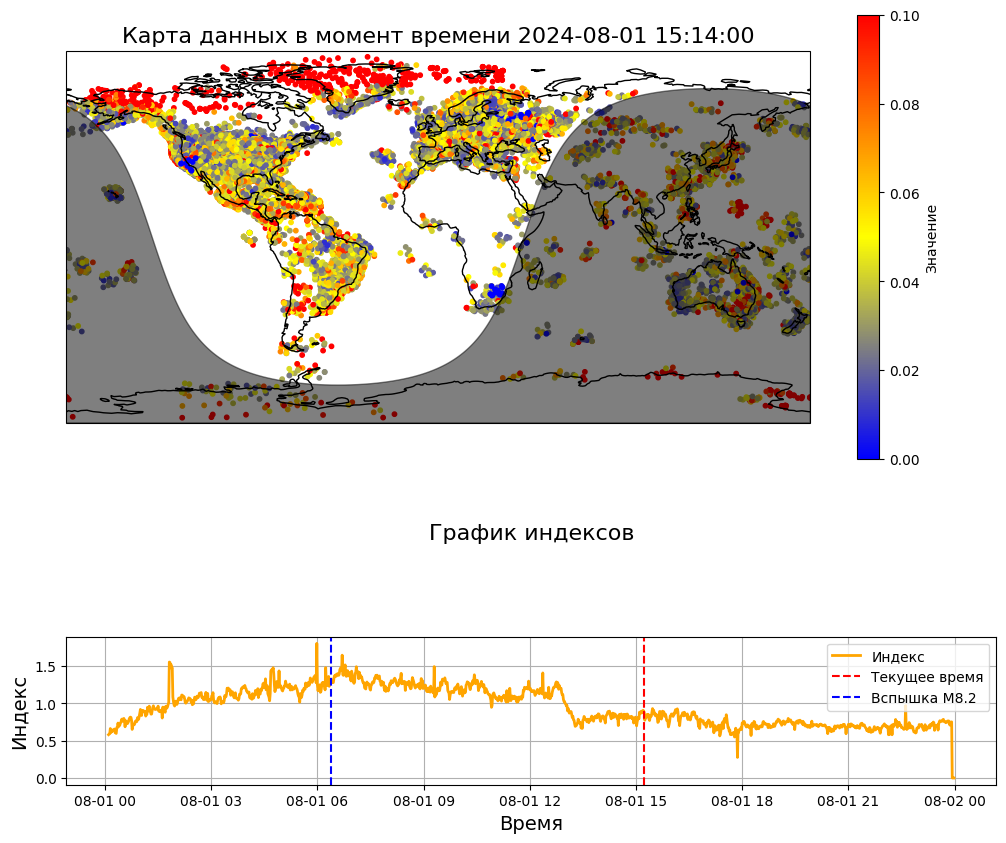 Карта данных в момент времени 2024-08-01 15:14:00
0.10
0.08
0.06
0.04
0.02
0.00
Значение
График индексов
1.5
1.0
0.5
0.0
Индекс
Индекс
Текущее время
Вспышка М8.2
08-01 00 08-01 03 08-01 06 08-01 09 08-01 12 08-01 15 08-01 18 08-01 21 08-02 00
Время